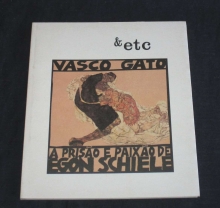 & etc
VASCO GATO
A PRISÃO E PAIXÃO DE
EGON SCHIELE